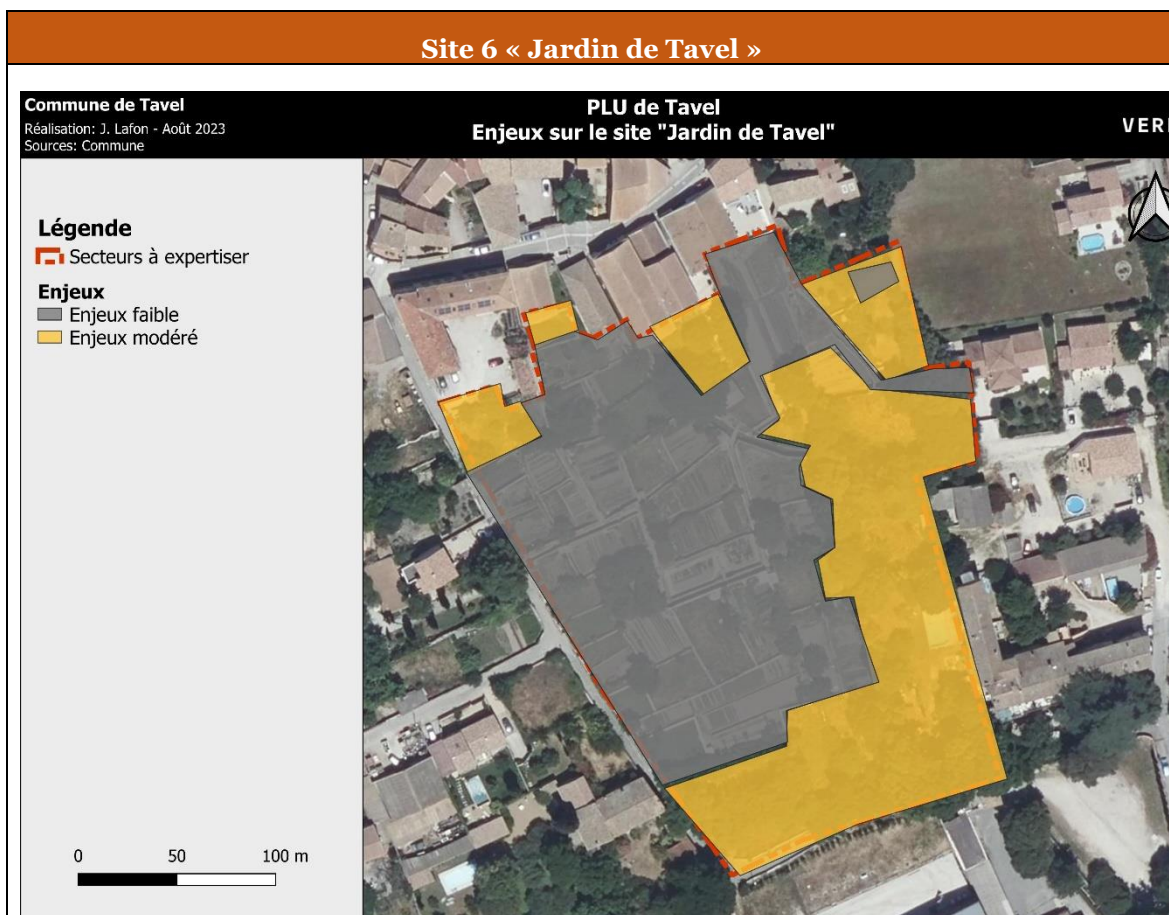 Site 6 « Jardin de Tavel »
Commune de Tavel
Réalisation: J. Lafon - Août 2023
Sources: Commune
PLU de Tavel
Enjeux sur le site "Jardin de Tavel"
Légende
Secteurs à expertiser
Enjeux
Enjeux faible
Enjeux modéré
0 50 100 m